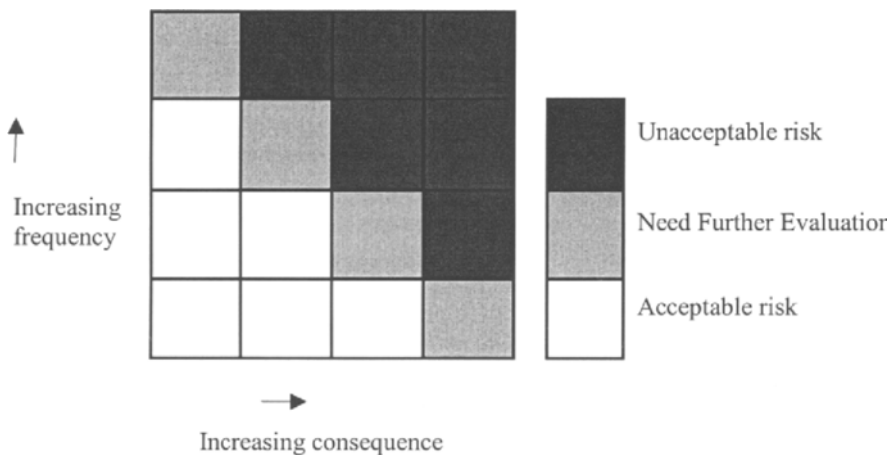 Unacceptable risk
Increasing
frequency
Need Further Evaluation
Acceptable risk
Increasing consequence